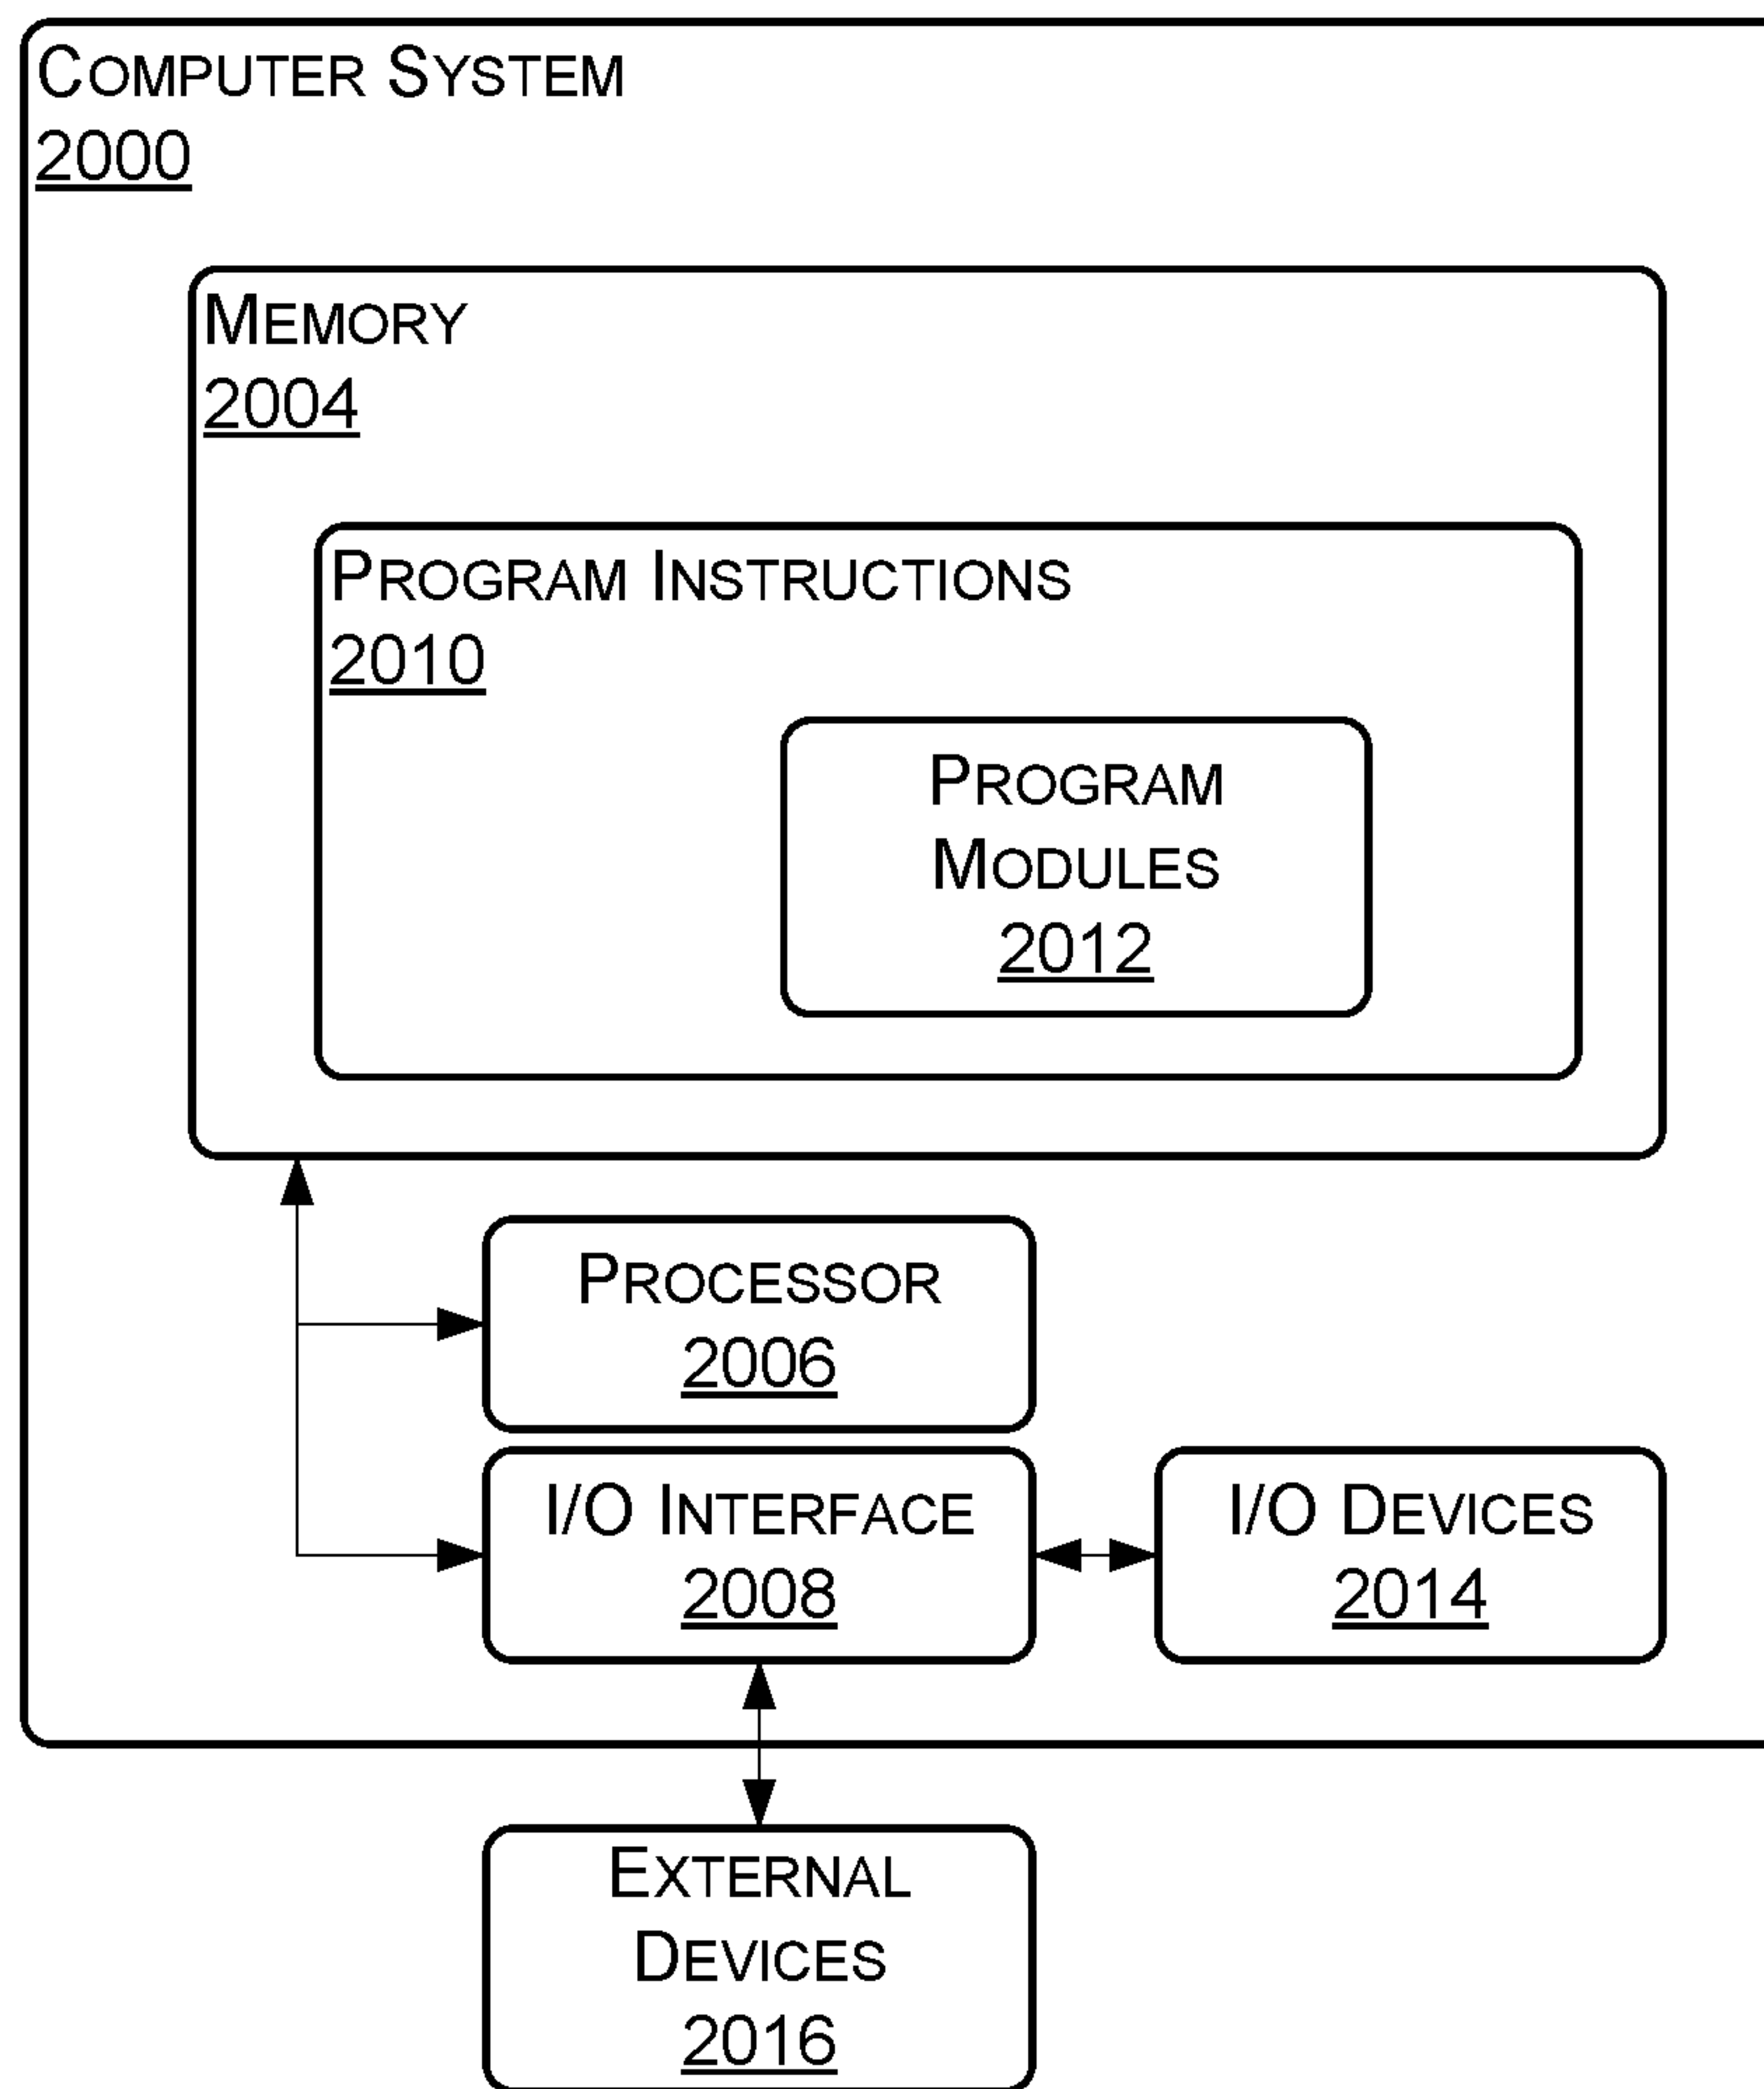 COMPUTER SYSTEM
2000
MEMORY
2004
PROGRAM INSTRUCTIONS
2010
PROGRAM
MODULES
2012
PROCESSOR
2006
I/O INTERFACE
2008
I/O DEVICES
2014
EXTERNAL
DEVICES
2016